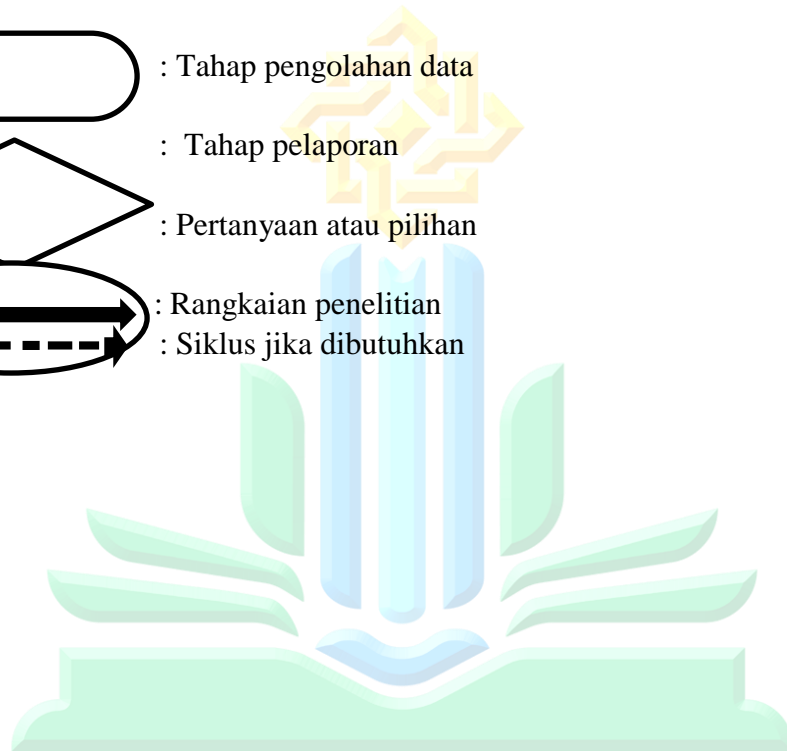 : Tahap pengolahan data
: Tahap pelaporan
: Pertanyaan atau pilihan
: Rangkaian penelitian
: Siklus jika dibutuhkan